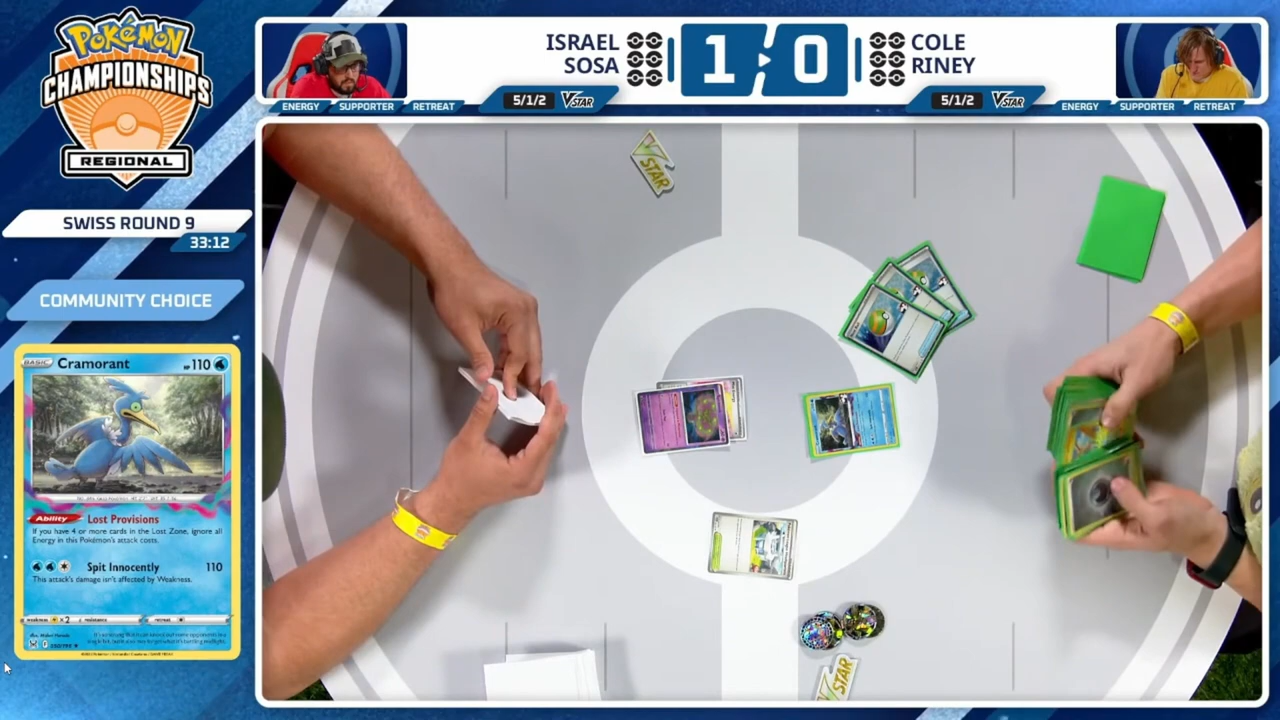 Pokémon
CHAMPIONSHIPS
REGIONAL
SWISS ROUND 9
33:12
COMMUNITY CHOICE
BASIC Cramorant HP 110
Ability Lost Provisions
If you have 4 or more cards in the Lost Zone, ignore all
Energy in this Pokémon's attack costs.
Spit Innocently 110
This attack's damage isn't affected by Weakness.
ISRAEL
SOSA
1 0
COLE
RINEY
ENERGY SUPPORTER RETREAT
5/1/2 VSTAR
5/1/2 VSTAR
ENERGY SUPPORTER RETREAT
VSTAR
VSTAR